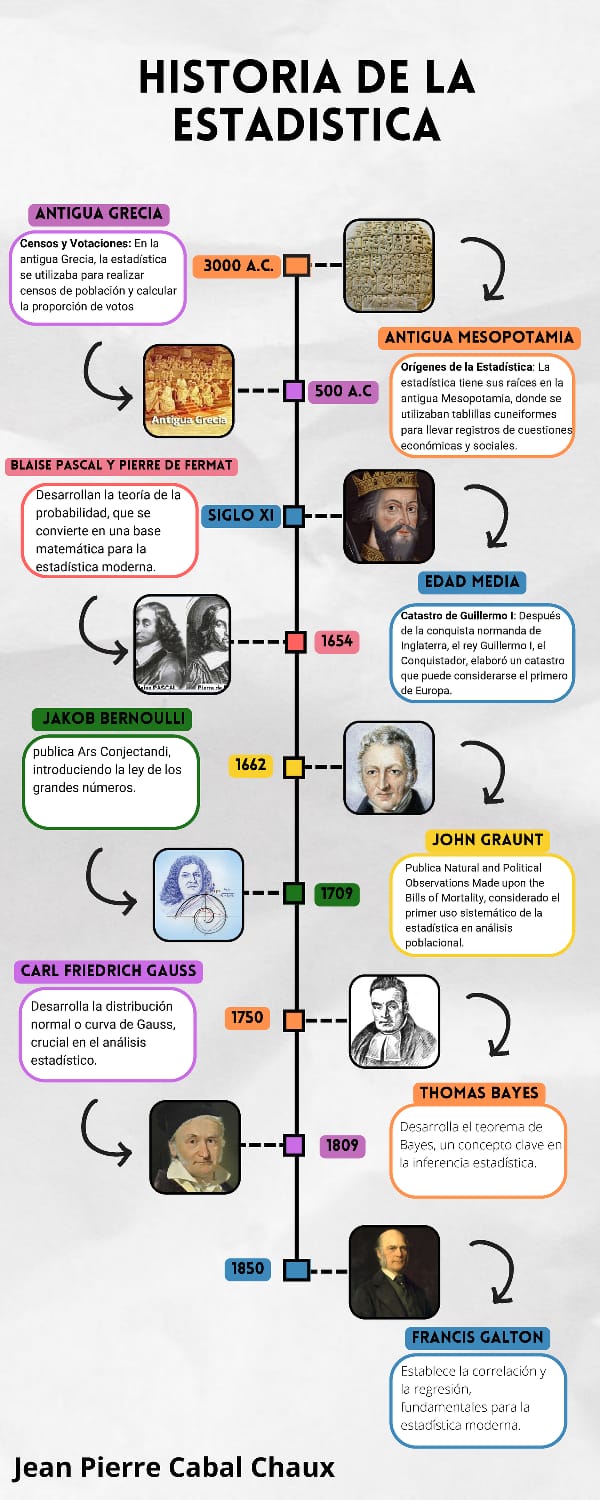 HISTORIA DE LA
ESTADISTICA
ANTIGUA GRECIA
Censos y Votaciones: En la
antigua Grecia, la estadística
se utilizaba para realizar
censos de población y calcular
la proporción de votos
3000 A.C.
ANTIGUA MESOPOTAMIA
Orígenes de la Estadística: La
estadística tiene sus raíces en la
antigua Mesopotamia, donde se
utilizaban tablillas cuneiformes
para llevar registros de cuestiones
económicas y sociales.
Antigua Grecia
500 A.C
BLAISE PASCAL Y PIERRE DE FERMAT
Desarrollan la teoría de la
probabilidad, que se
convierte en una base
matemática para la
estadística moderna.
SIGLO XI
EDAD MEDIA
Catastro de Guillermo I: Después
de la conquista normanda de
Inglaterra, el rey Guillermo I, el
Conquistador, elaboró un catastro
que puede considerarse el primero
de Europa.
PASCAL
Pierre de
1654
JAKOB BERNOULLI
publica Ars Conjectandi,
introduciendo la ley de los
grandes números.
1662
JOHN GRAUNT
Publica Natural and Political
Observations Made upon the
Bills of Mortality, considerado el
primer uso sistemático de la
estadística en análisis
poblacional.
1709
CARL FRIEDRICH GAUSS
Desarrolla la distribución
normal o curva de Gauss,
crucial en el análisis
estadístico.
1750
THOMAS BAYES
Desarrolla el teorema de
Bayes, un concepto clave en
la inferencia estadística.
1809
1850
FRANCIS GALTON
Establece la correlación y
la regresión,
fundamentales para la
estadística moderna.
Jean Pierre Cabal Chaux